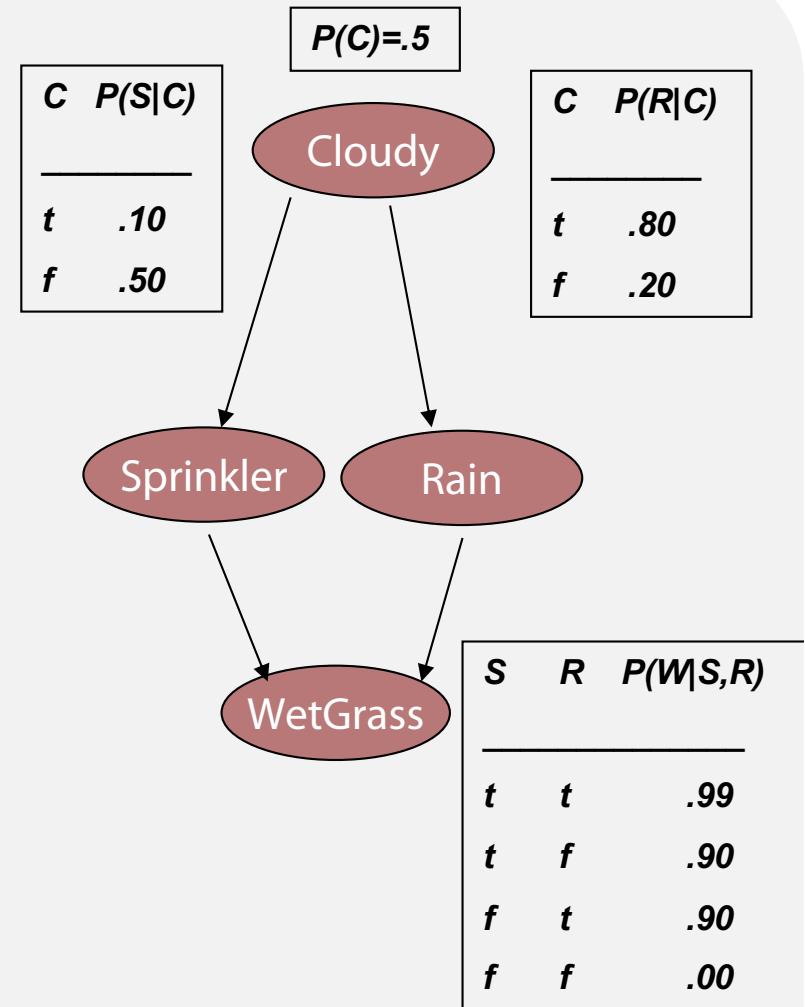 P(C)=.5
C P(S|C)
t .10
f .50
Cloudy
C P(R|C)
t .80
f .20
Sprinkler
Rain
WetGrass
S R P(W|S,R)
t t .99
t f .90
f t .90
f f .00